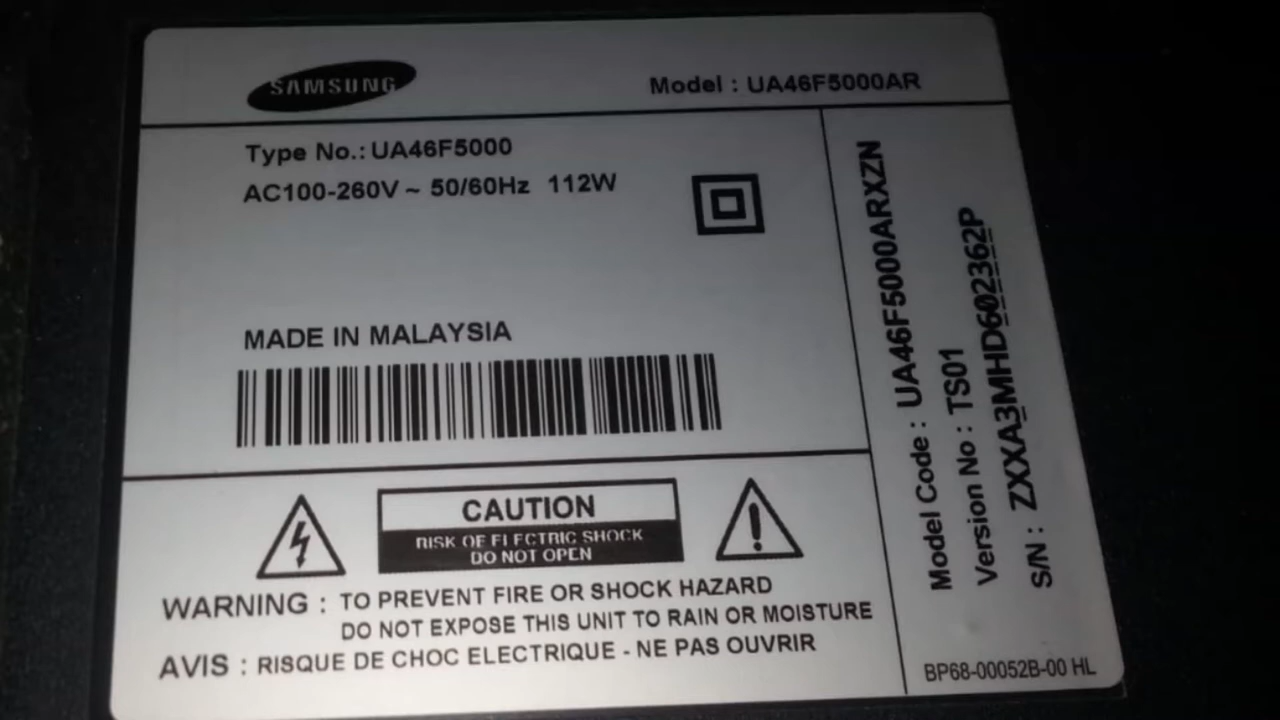 SAMSUNG
Model : UA46F5000AR
Type No.: UA46F5000
AC100-260V ~ 50/60Hz 112W
MADE IN MALAYSIA
CAUTION
RISK OF ELECTRIC SHOCK
DO NOT OPEN
WARNING : TO PREVENT FIRE OR SHOCK HAZARD
DO NOT EXPOSE THIS UNIT TO RAIN OR MOISTURE
AVIS : RISQUE DE CHOC ELECTRIQUE - NE PAS OUVRIR
Model Code : UA46F5000ARXZN
Version No : TS01
S/N : ZXXA3MHD602362P
BP68-00052B-00 HL